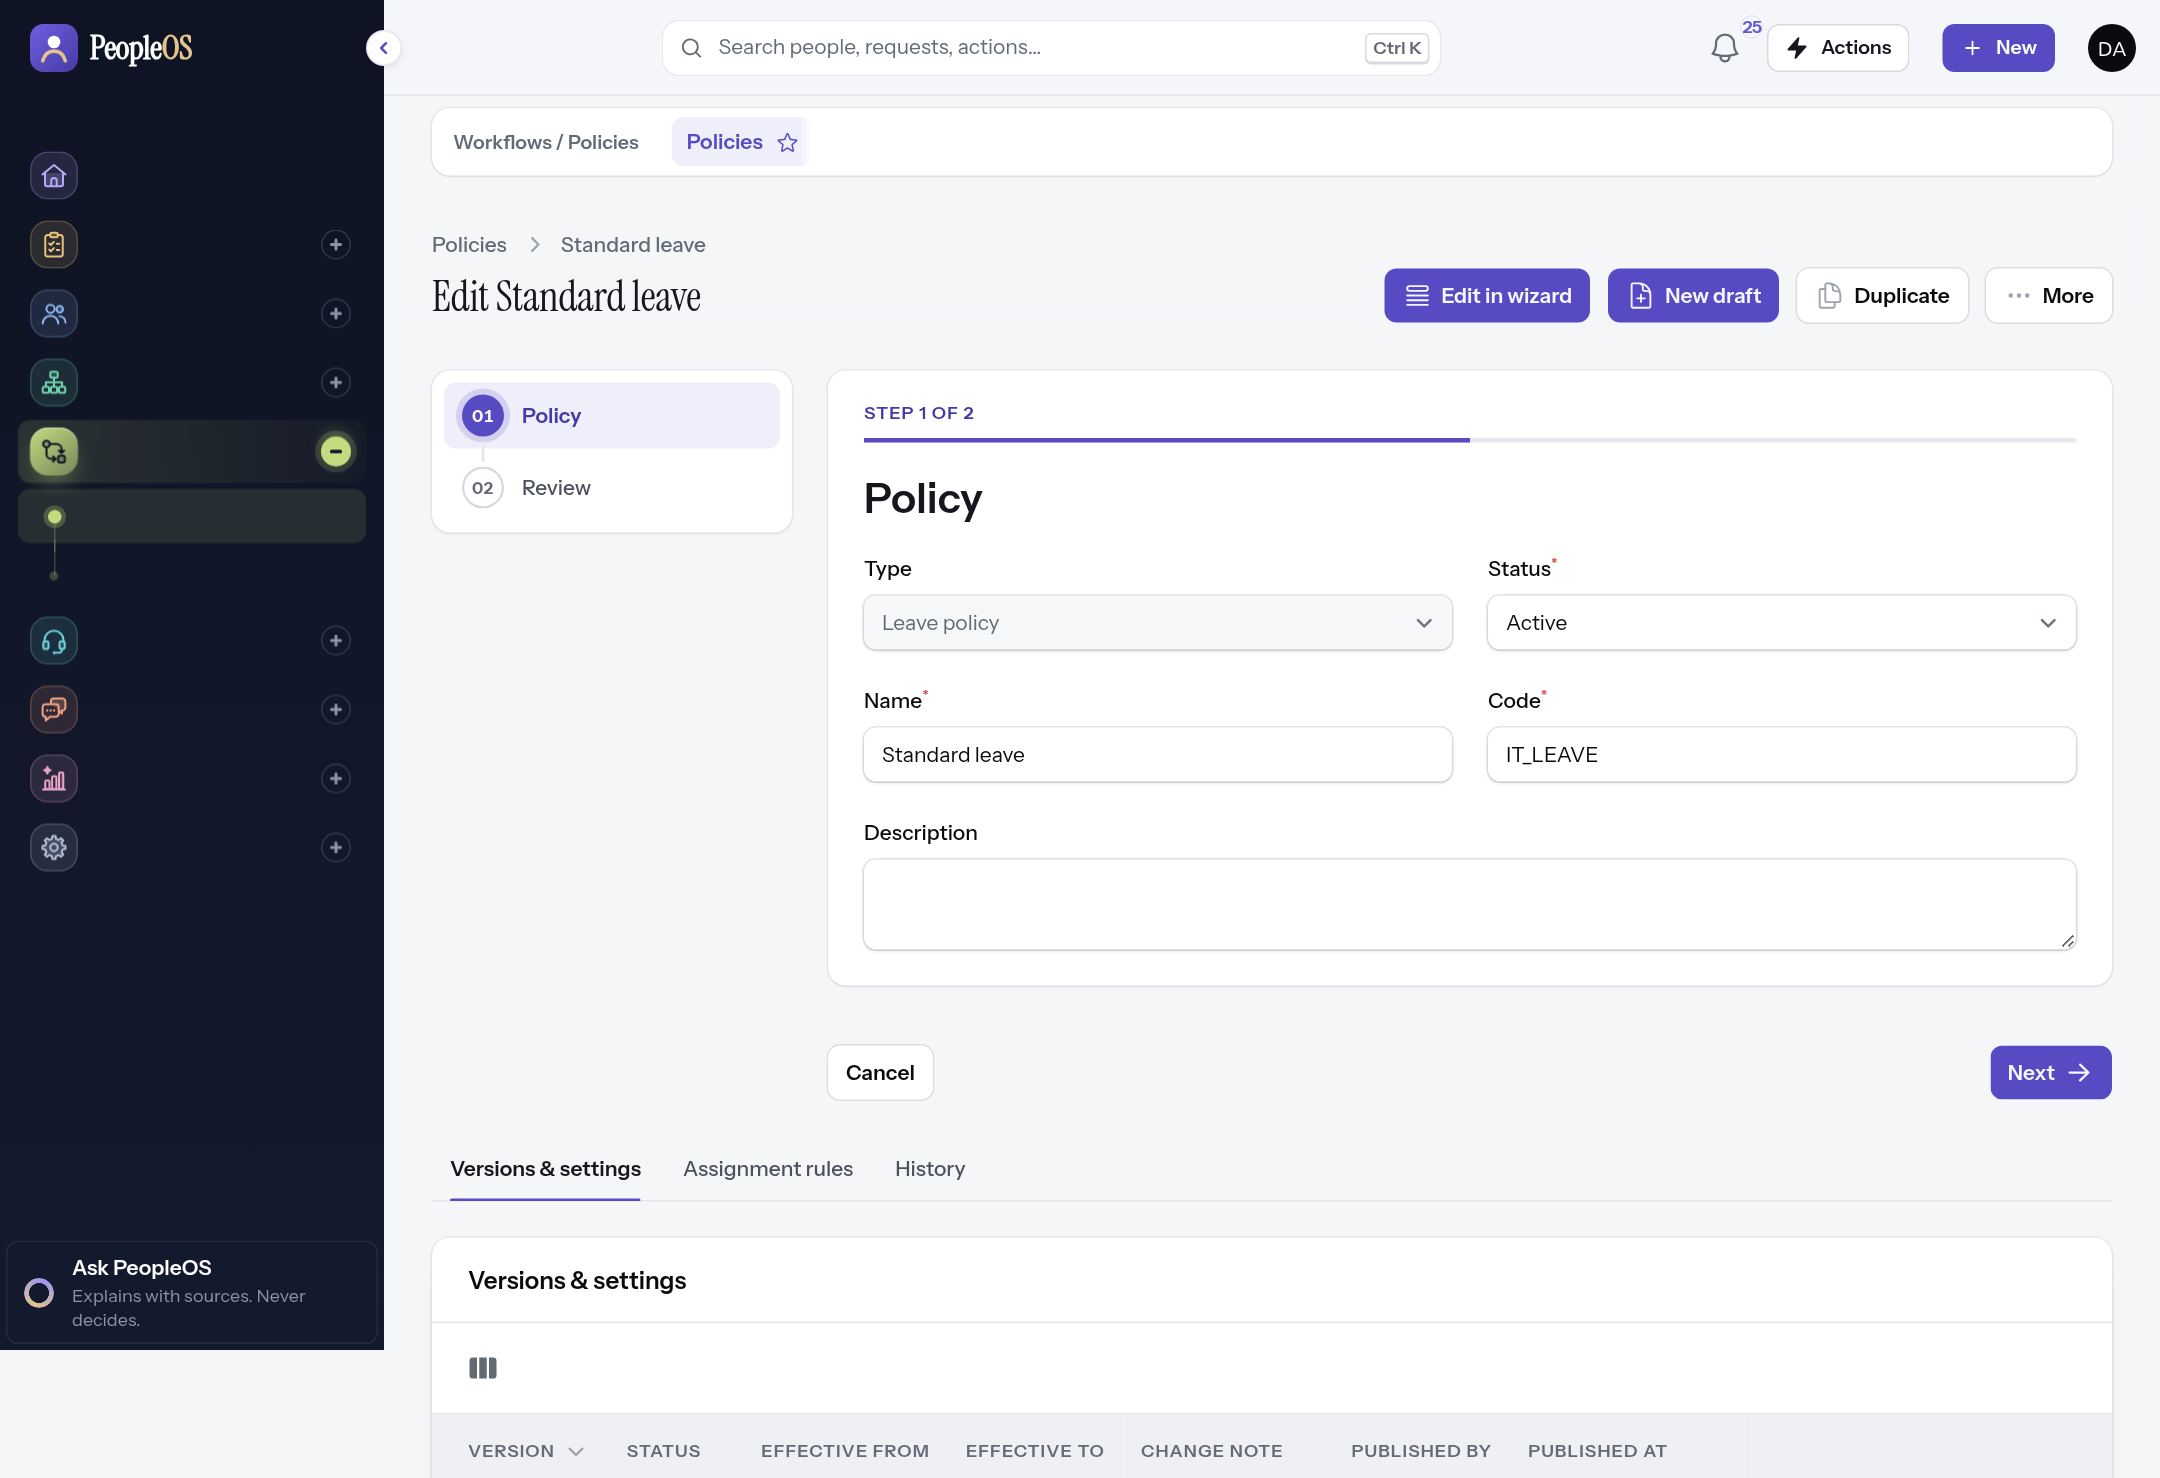 PeopleOS
Search people, requests, actions...
Ctrl K
25
Actions
New
DA
Workflows / Policies
Policies
Policies
Standard leave
Edit Standard leave
Edit in wizard
New draft
Duplicate
More
01
Policy
02
Review
STEP 1 OF 2
Policy
Type
Status*
Leave policy
Active
Name*
Code*
Standard leave
IT_LEAVE
Description
Cancel
Next
Versions & settings
Assignment rules
History
Ask PeopleOS
Explains with sources. Never
decides.
Versions & settings
VERSION
STATUS
EFFECTIVE FROM
EFFECTIVE TO
CHANGE NOTE
PUBLISHED BY
PUBLISHED AT